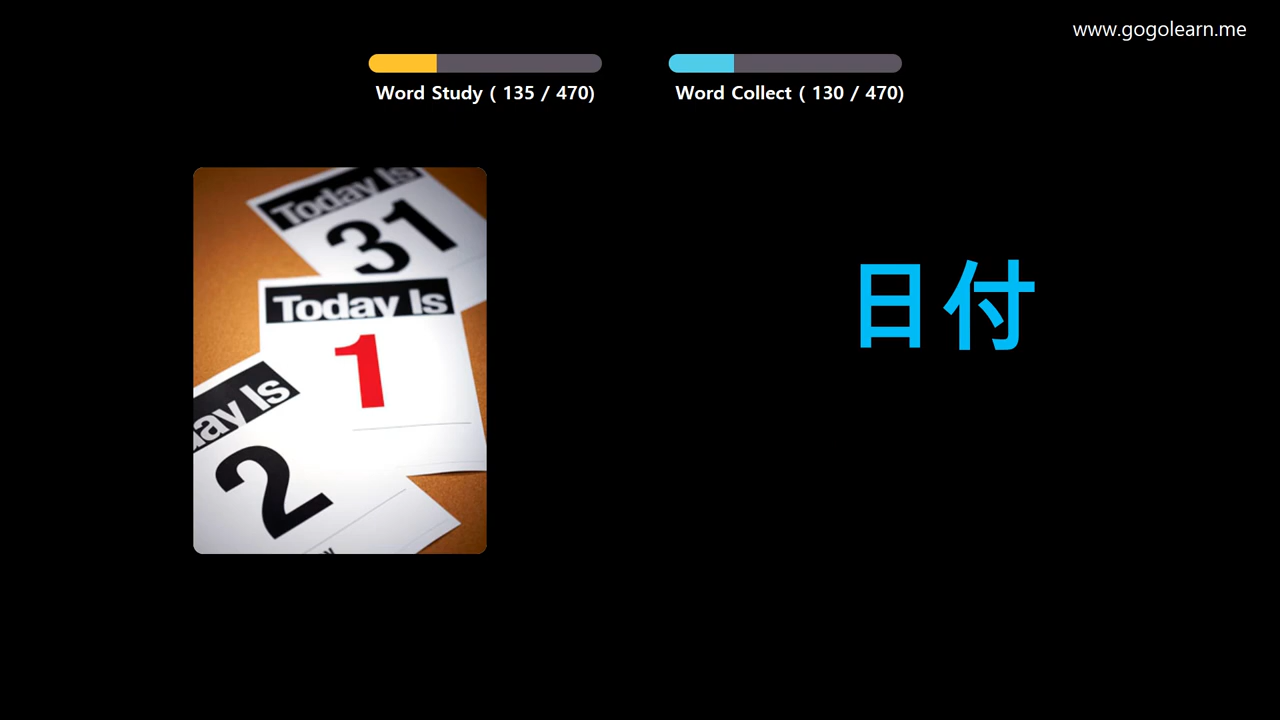 www.gogolearn.me
Word Study ( 135 / 470)
Word Collect ( 130 / 470)
Today Is
31
Today Is
1
ay Is
2
日付